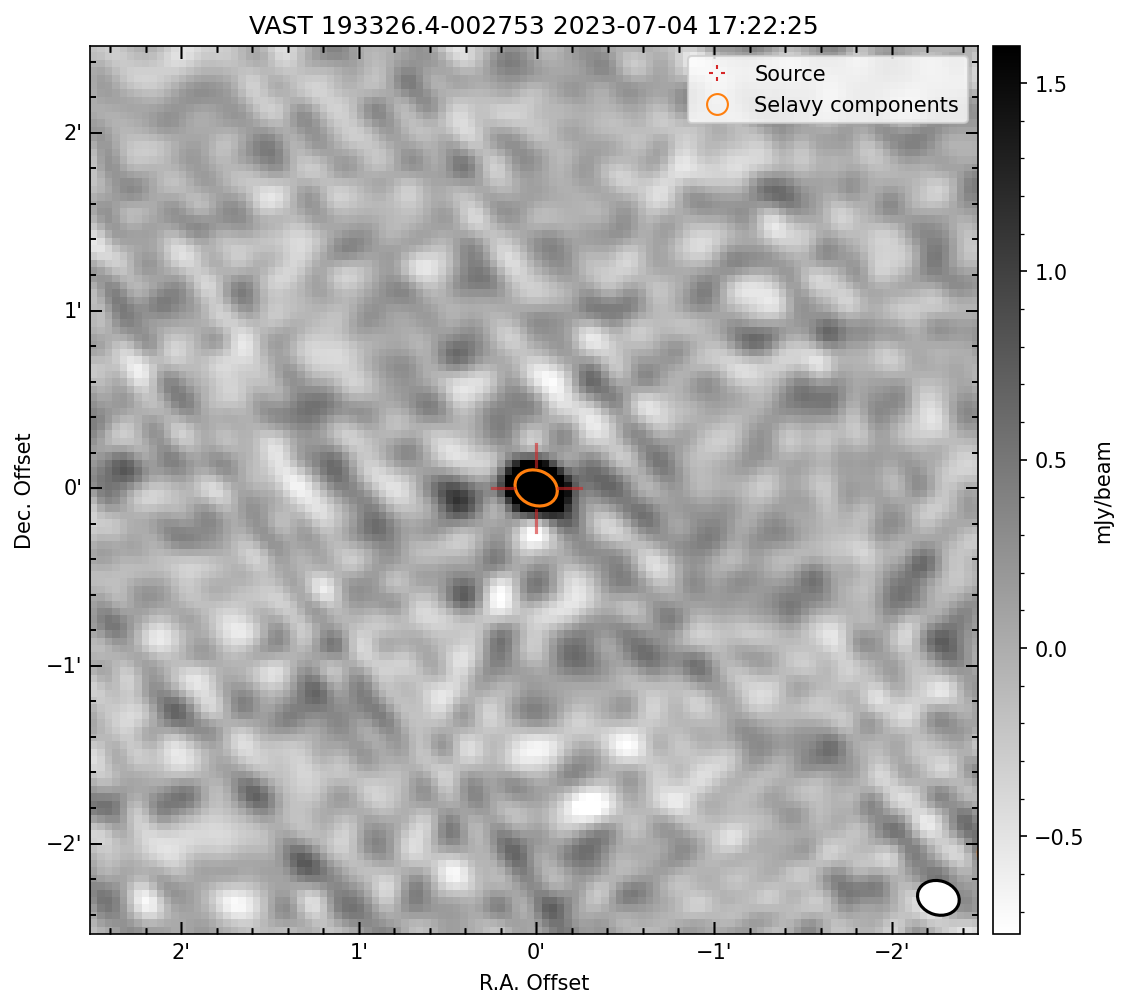 VAST 193326.4-002753 2023-07-04 17:22:25
Source
Selavy components
2'
1'
0'
−1'
−2'
Dec. Offset
2'
1'
0'
−1'
−2'
R.A. Offset
1.5
1.0
0.5
0.0
−0.5
mJy/beam